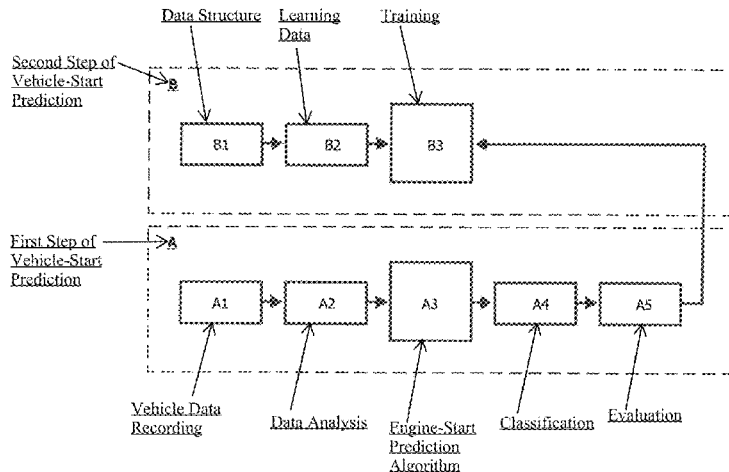 Data Structure
Learning
Data
Training
Second Step of
Vehicle-Start
Prediction
B
B1
B2
B3
First Step of
Vehicle-Start
Prediction
A
A1
A2
A3
A4
A5
Vehicle Data
Recording
Data Analysis
Engine-Start
Prediction
Algorithm
Classification
Evaluation